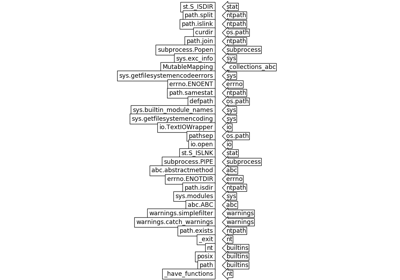 st.S_ISDIR stat
path.split ntpath
path.islink ntpath
curdir os.path
path.join ntpath
subprocess.Popen subprocess
sys.exc_info sys
MutableMapping _collections_abc
sys.getfilesystemencodeerrors sys
errno.ENOENT errno
path.samestat ntpath
defpath os.path
sys.builtin_module_names sys
sys.getfilesystemencoding sys
io.TextIOWrapper io
pathsep os.path
io.open io
st.S_ISLNK stat
subprocess.PIPE subprocess
abc.abstractmethod abc
errno.ENOTDIR errno
path.isdir ntpath
sys.modules sys
abc.ABC abc
warnings.simplefilter warnings
warnings.catch_warnings warnings
path.exists ntpath
_exit nt
nt builtins
posix builtins
path builtins
_have_functions nt